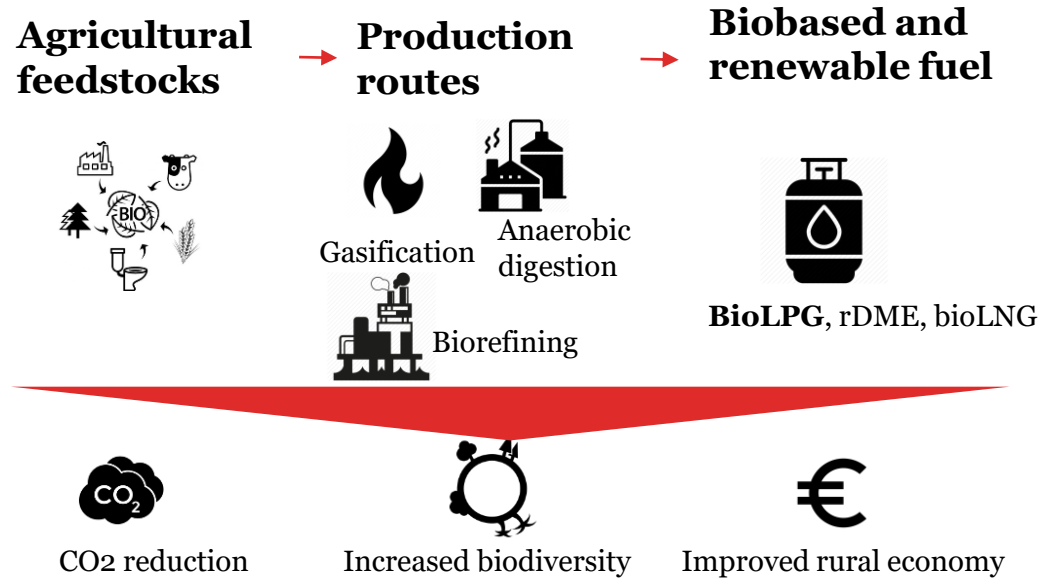 Agricultural
feedstocks
Production
routes
Biobased and
renewable fuel
BIO
Gasification
Anaerobic
digestion
Biorefining
BioLPG, rDME, bioLNG
CO2
CO2 reduction
Increased biodiversity
€
Improved rural economy